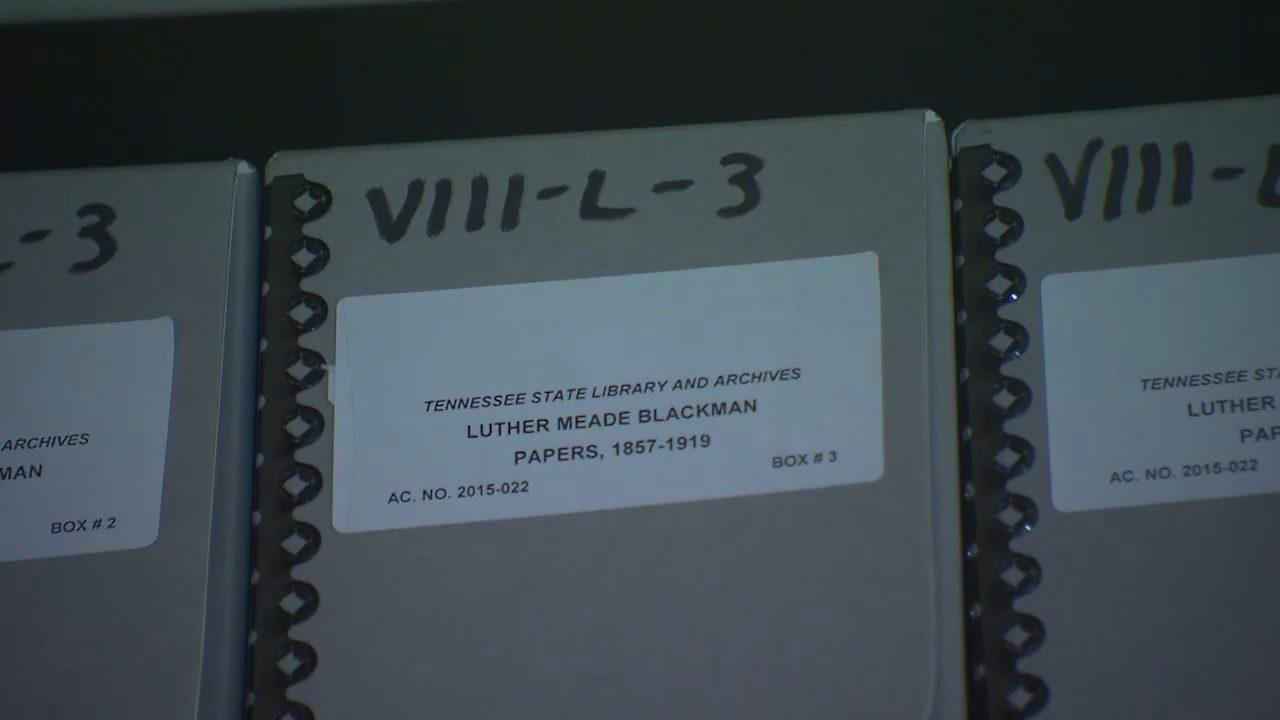 -3
ARCHIVES
MAN
BOX # 2
VIII-L-3
TENNESSEE STATE LIBRARY AND ARCHIVES
LUTHER MEADE BLACKMAN
PAPERS, 1857-1919
BOX # 3
AC. NO. 2015-022
VIII-L
TENNESSEE STA
LUTHER
PAP
AC. NO. 2015-022